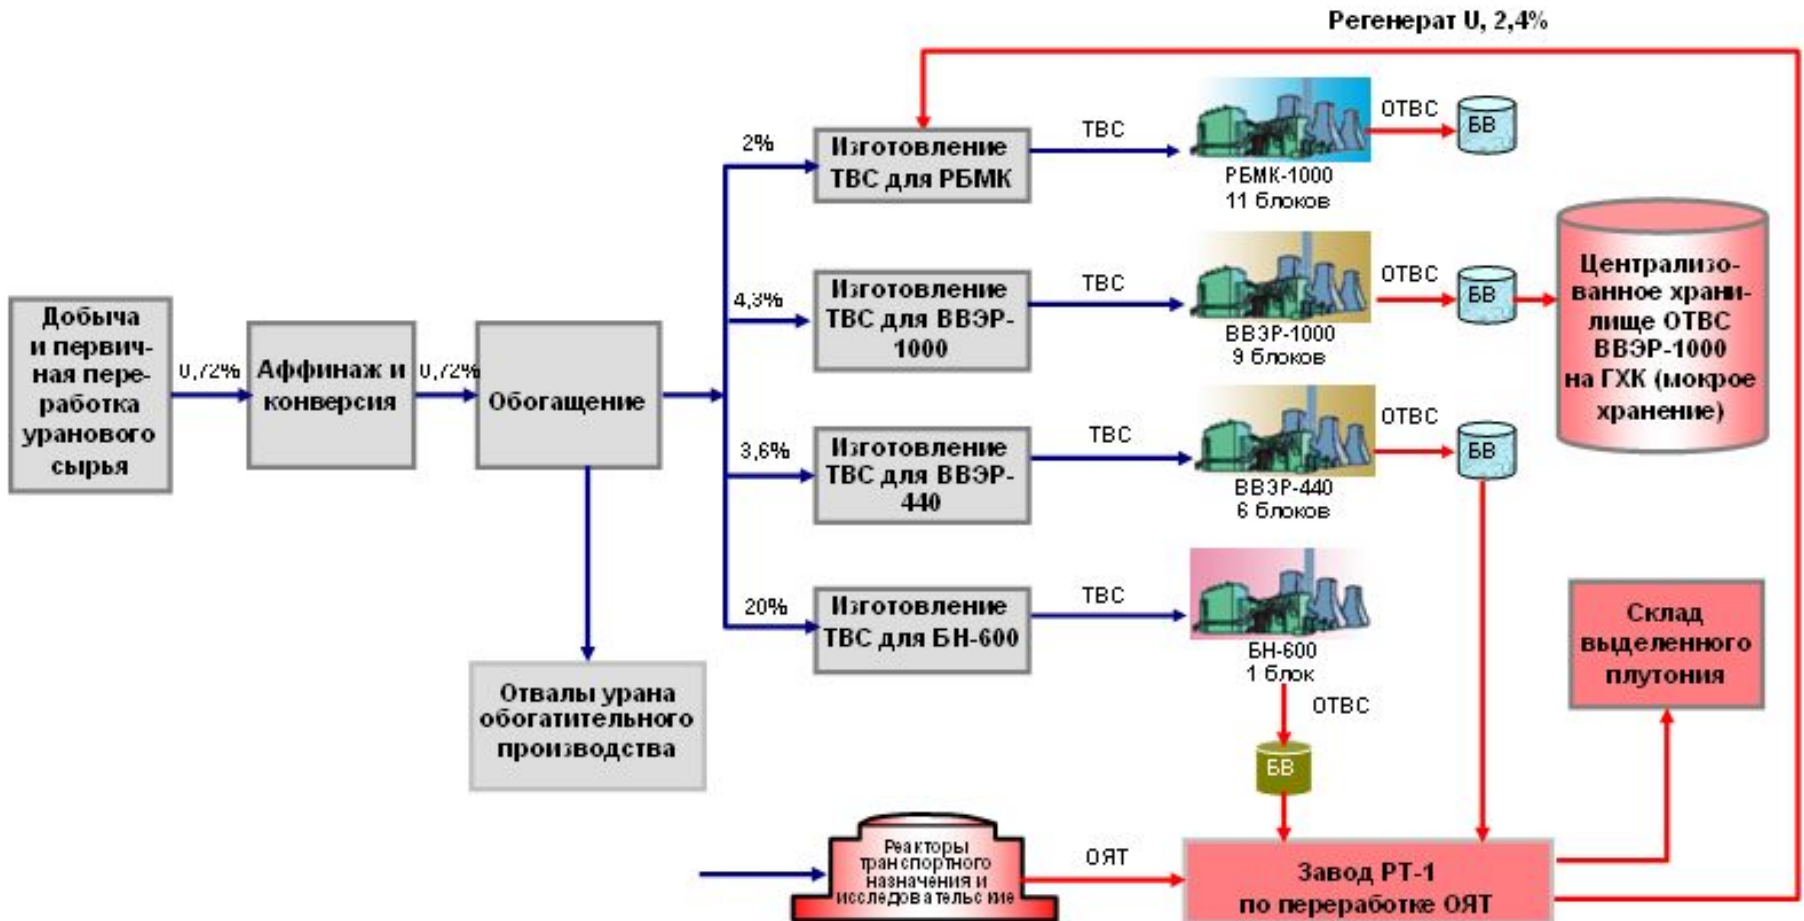 Регенерат U, 2,4%
2%
Изготовление
ТВС для РБМК
ТВС
РБМК-1000
11 блоков
ОТВС
БВ
4,3%
Изготовление
ТВС для ВВЭР-
1000
ТВС
ВВЭР-1000
9 блоков
ОТВС
БВ
Централизо-
ванное храни-
лище ОТВС
ВВЭР-1000
на ГХК (мокрое
хранение)
Добыча
и первич-
ная пере-
работка
уранового
сырья
0,72%
Аффинаж и
конверсия
0,72%
Обогащение
3,6%
Изготовление
ТВС для ВВЭР-
440
ТВС
ВВЭР-440
6 блоков
ОТВС
БВ
20%
Изготовление
ТВС для БН-600
ТВС
БН-600
1 блок
ОТВС
БВ
Склад
выделенного
плутония
Отвалы урана
обогатительного
производства
Реакторы
транспортного
назначения и
исследовательские
ОЯТ
Завод РТ-1
по переработке ОЯТ